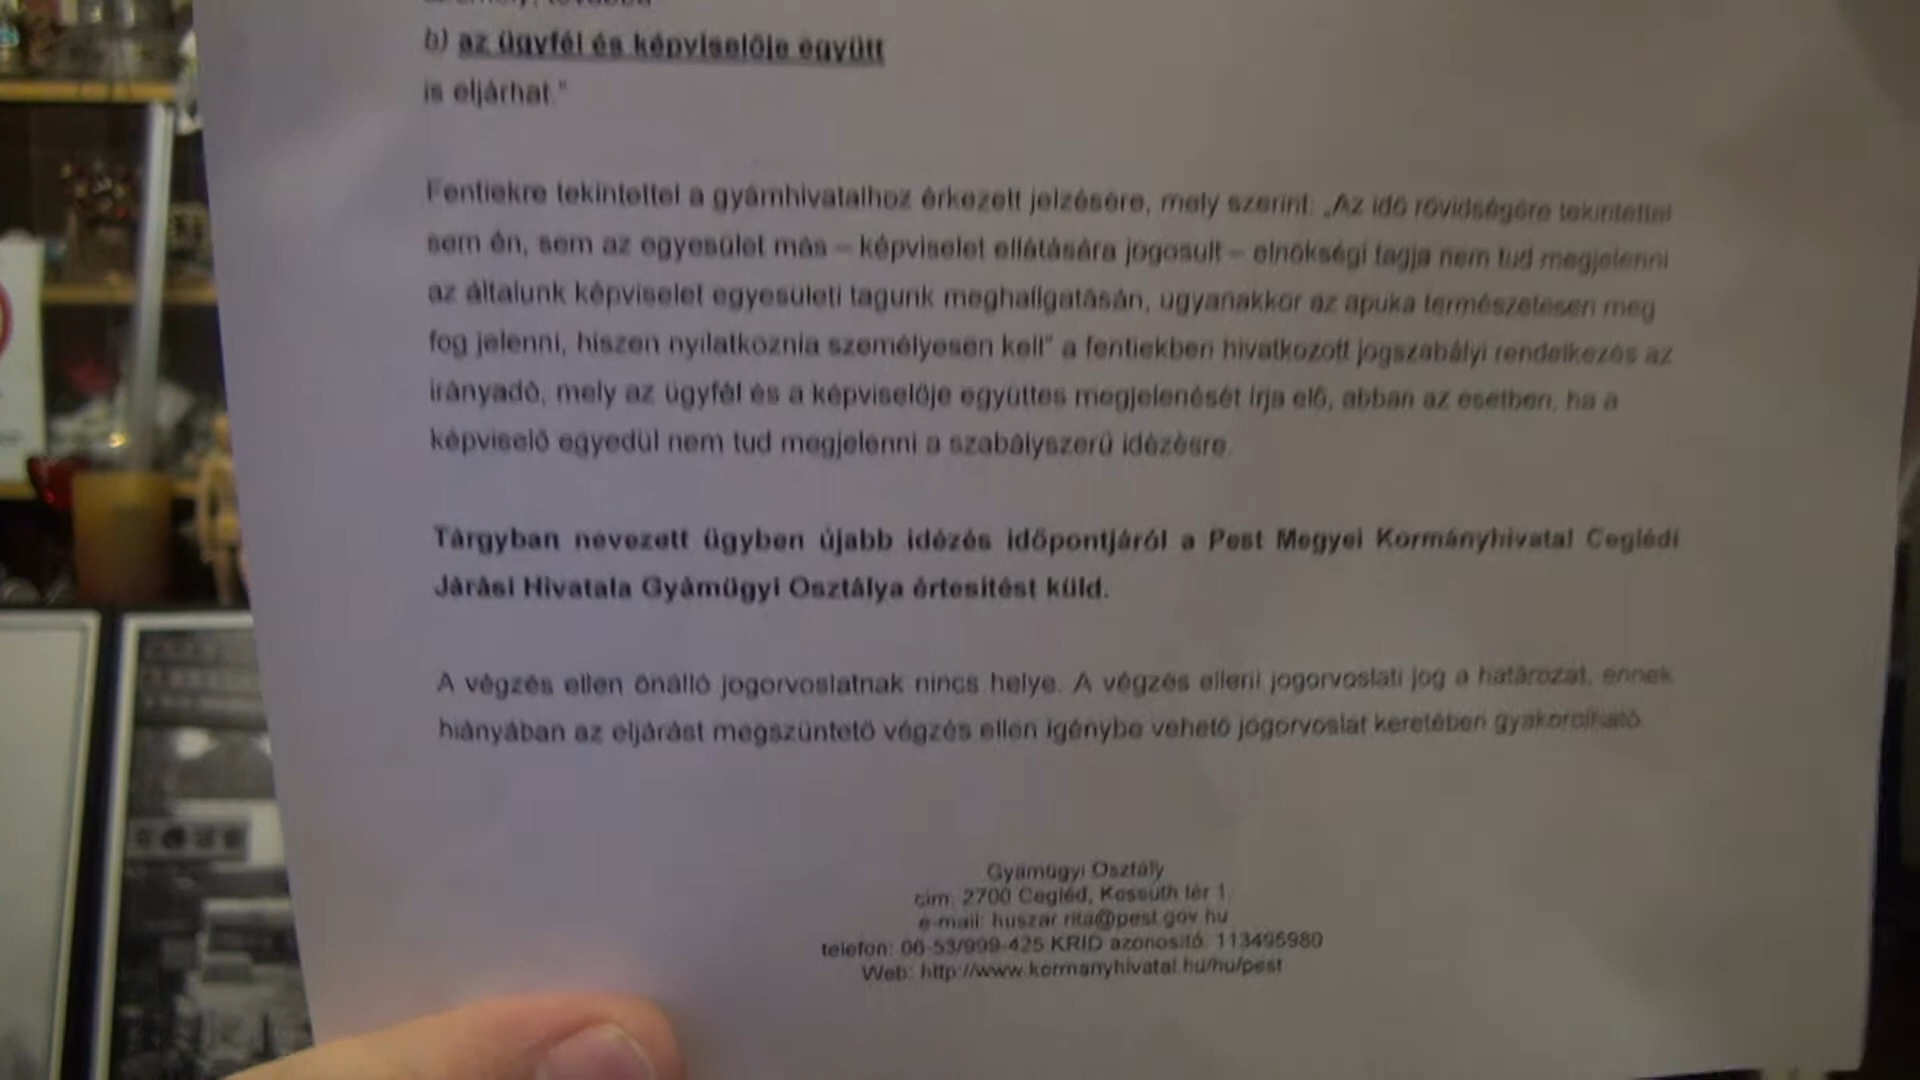 b) az ügyfél és képviselője együtt
is eljárhat."
Fentiekre tekintettel a gyámhivatalhoz érkezett jelzésére, mely szerint: „Az idő rövidségére tekintettel
sem én, sem az egyesület más – képviselet ellátására jogosult – elnökségi tagja nem tud megjelenni
az általunk képviselet egyesületi tagunk meghallgatásán, ugyanakkor az apuka természetesen meg
fog jelenni, hiszen nyilatkoznia személyesen kell" a fentiekben hivatkozott jogszabályi rendelkezés az
irányadó, mely az ügyfél és a képviselője együttes megjelenését írja elő, abban az esetben, ha a
képviselő egyedül nem tud megjelenni a szabályszerű idézésre.
Tárgyban nevezett ügyben újabb idézés időpontjáról a Pest Megyei Kormányhivatal Ceglédi
Járási Hivatala Gyámügyi Osztálya értesítést küld.
A végzés ellen önálló jogorvoslatnak nincs helye. A végzés elleni jogorvoslati jog a határozat, ennek
hiányában az eljárást megszüntető végzés ellen igénybe vehető jogorvoslat keretében gyakorolható.
Gyámügyi Osztály
cím: 2700 Cegléd, Kossuth tér 1.
e-mail: huszar.rita@pest.gov.hu
telefon: 06-53/999-425 KRID azonosító: 113495980
Web: http://www.kormanyhivatal.hu/hu/pest